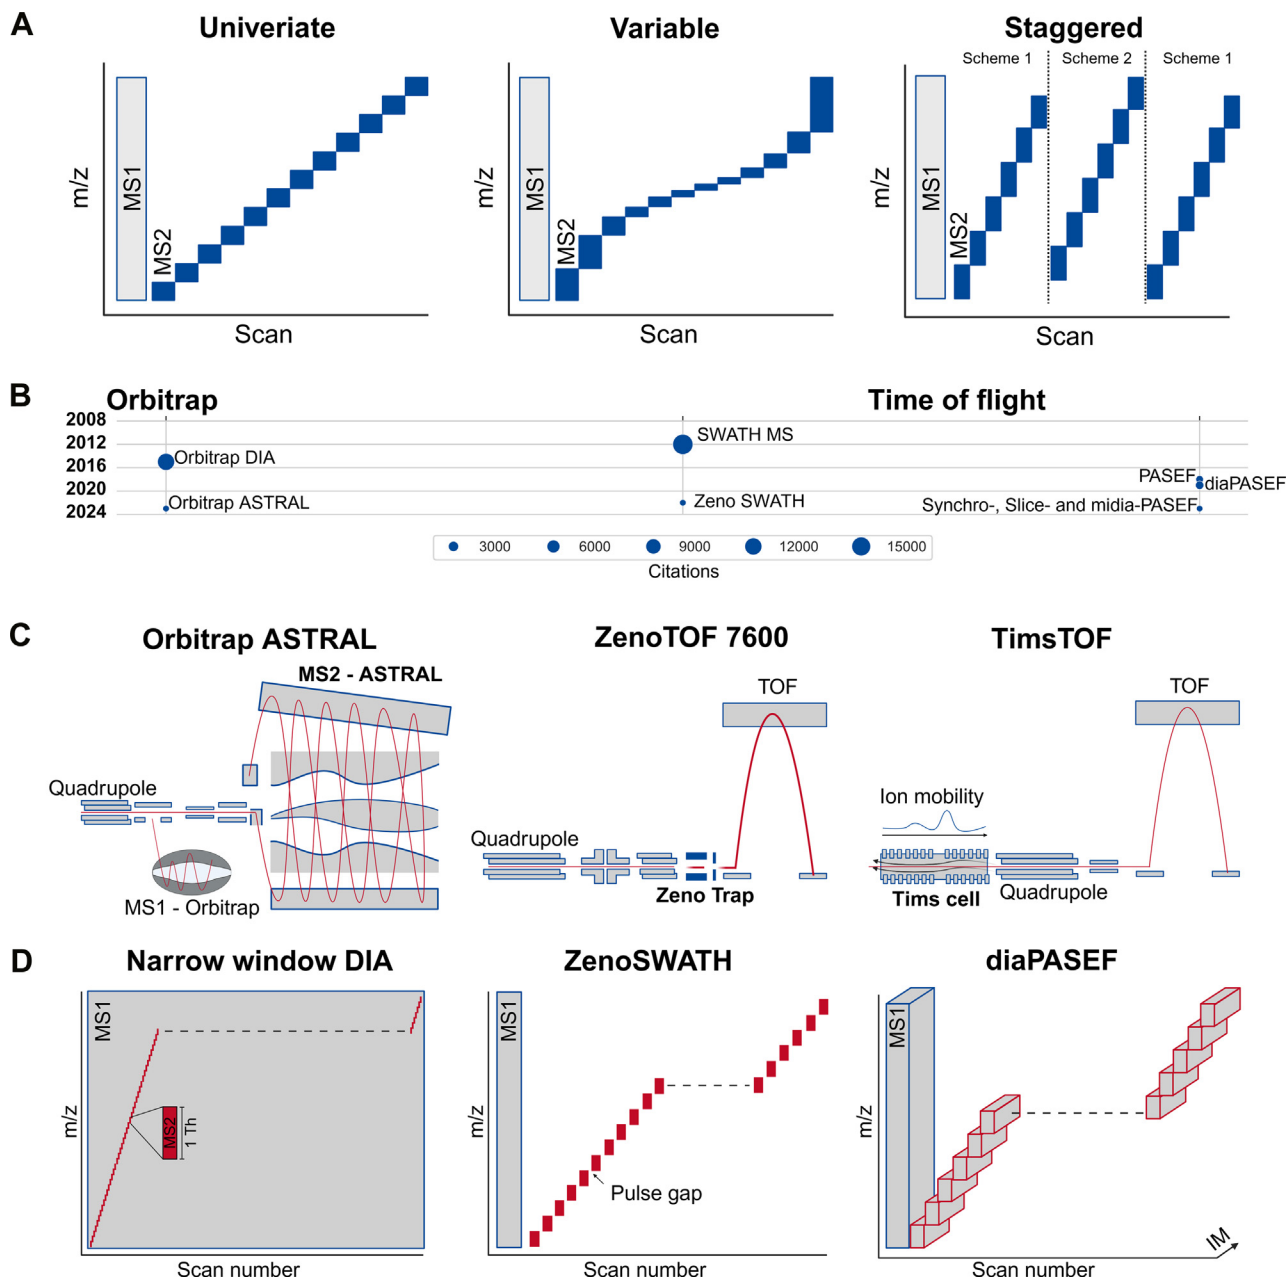 A
Univeriate
Variable
Staggered
Scheme 1
Scheme 2
Scheme 1
m/z
MS1
MS2
Scan
m/z
MS1
MS2
Scan
m/z
MS1
MS2
Scan
B
Orbitrap
Time of flight
2008
2012
2016
2020
2024
SWATH MS
Orbitrap DIA
PASEF
diaPASEF
Orbitrap ASTRAL
Zeno SWATH
Synchro-, Slice- and midia-PASEF
3000
6000
9000
12000
15000
Citations
C
Orbitrap ASTRAL
ZenoTOF 7600
TimsTOF
MS2 - ASTRAL
Quadrupole
MS1 - Orbitrap
TOF
Quadrupole
Zeno Trap
TOF
Ion mobility
Tims cell
Quadrupole
D
Narrow window DIA
ZenoSWATH
diaPASEF
m/z
MS1
MS2
1 Th
Scan number
m/z
MS1
Pulse gap
Scan number
m/z
MS1
IM
Scan number